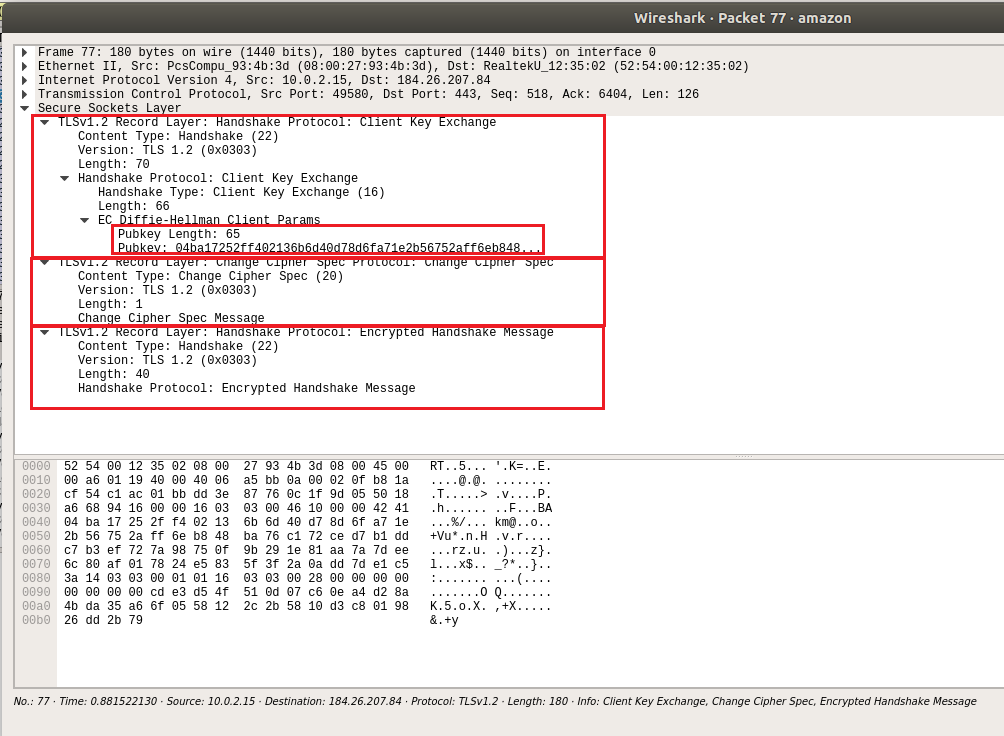 Wireshark · Packet 77 · amazon
Frame 77: 180 bytes on wire (1440 bits), 180 bytes captured (1440 bits) on interface 0
Ethernet II, Src: PcsCompu_93:4b:3d (08:00:27:93:4b:3d), Dst: RealtekU_12:35:02 (52:54:00:12:35:02)
Internet Protocol Version 4, Src: 10.0.2.15, Dst: 184.26.207.84
Transmission Control Protocol, Src Port: 49580, Dst Port: 443, Seq: 518, Ack: 6404, Len: 126
Secure Sockets Layer
TLSv1.2 Record Layer: Handshake Protocol: Client Key Exchange
Content Type: Handshake (22)
Version: TLS 1.2 (0x0303)
Length: 70
Handshake Protocol: Client Key Exchange
Handshake Type: Client Key Exchange (16)
Length: 66
EC Diffie-Hellman Client Params
Pubkey Length: 65
Pubkey: 04ba17252ff402136b6d40d78d6fa71e2b56752aff6eb848...
TLSv1.2 Record Layer: Change Cipher Spec Protocol: Change Cipher Spec
Content Type: Change Cipher Spec (20)
Version: TLS 1.2 (0x0303)
Length: 1
Change Cipher Spec Message
TLSv1.2 Record Layer: Handshake Protocol: Encrypted Handshake Message
Content Type: Handshake (22)
Version: TLS 1.2 (0x0303)
Length: 40
Handshake Protocol: Encrypted Handshake Message
0000 52 54 00 12 35 02 08 00 27 93 4b 3d 08 00 45 00 RT..5... '.K=..E.
0010 00 a6 01 19 40 00 40 06 a5 bb 0a 00 02 0f b8 1a ....@.@. ........
0020 cf 54 c1 ac 01 bb dd 3e 87 76 0c 1f 9d 05 50 18 .T.....> .v....P.
0030 a6 68 94 16 00 00 16 03 03 00 46 10 00 00 42 41 .h...... ..F...BA
0040 04 ba 17 25 2f f4 02 13 6b 6d 40 d7 8d 6f a7 1e ...%/... km@..o..
0050 2b 56 75 2a ff 6e b8 48 ba 76 c1 72 ce d7 b1 dd +Vu*.n.H .v.r....
0060 c7 b3 ef 72 7a 98 75 0f 9b 29 1e 81 aa 7a 7d ee ...rz.u. .)...z}.
0070 6c 80 af 01 78 24 e5 83 5f 3f 2a 0a dd 7d e1 c5 l...x$.. _?*..}..
0080 3a 14 03 03 00 01 01 16 03 03 00 28 00 00 00 00 :....... ...(....
0090 00 00 00 00 cd e3 d5 4f 51 0d 07 c6 0e a4 d2 8a .......O Q.......
00a0 4b da 35 a6 6f 05 58 12 2c 2b 58 10 d3 c8 01 98 K.5.o.X. ,+X.....
00b0 26 dd 2b 79 &.+y
No.: 77 · Time: 0.881522130 · Source: 10.0.2.15 · Destination: 184.26.207.84 · Protocol: TLSv1.2 · Length: 180 · Info: Client Key Exchange, Change Cipher Spec, Encrypted Handshake Message